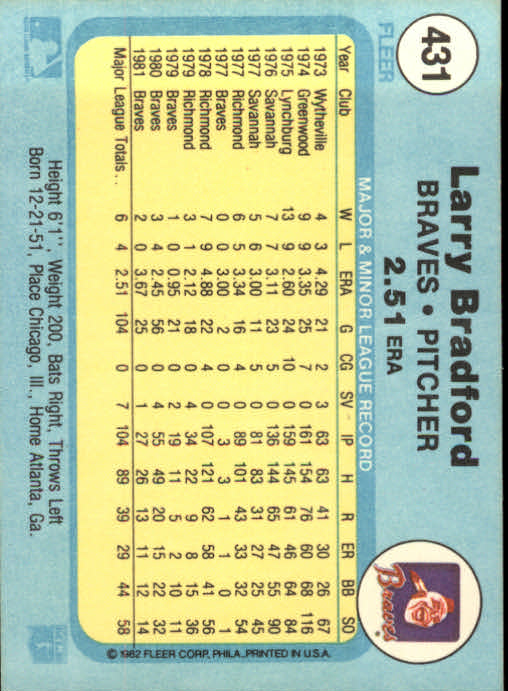 431
FLEER
Larry Bradford
BRAVES • PITCHER
2.51 ERA
Braves
MAJOR & MINOR LEAGUE RECORD
Year Club W L ERA G CG SV IP H R ER BB SO
1973 Wytheville 4 3 4.29 21 2 3 63 63 41 30 26 67
1974 Greenwood 9 9 3.35 25 7 0 161 154 76 60 68 116
1975 Lynchburg 13 9 2.60 24 10 0 159 145 61 46 64 84
1976 Savannah 7 7 3.11 23 5 0 136 144 65 47 55 90
1977 Savannah 5 6 3.00 11 5 0 81 83 31 27 25 45
1977 Richmond 6 5 3.34 16 4 0 89 101 43 33 32 54
1977 Braves 0 0 3.00 2 0 0 3 3 1 1 0 1
1978 Richmond 7 9 4.88 22 4 0 107 121 62 58 41 56
1979 Richmond 3 1 2.12 18 0 4 34 22 9 8 15 36
1979 Braves 1 0 0.95 21 0 2 19 11 5 2 10 11
1980 Braves 3 4 2.45 56 0 4 55 49 20 15 22 32
1981 Braves 2 0 3.67 25 0 1 27 26 13 11 12 14
Major League Totals . . 6 4 2.51 104 0 7 104 89 39 29 44 58
© 1982 FLEER CORP., PHILA., PRINTED IN U.S.A.
Height 6'1'', Weight 200, Bats Right, Throws Left
Born 12-21-51, Place Chicago, Ill., Home Atlanta, Ga.